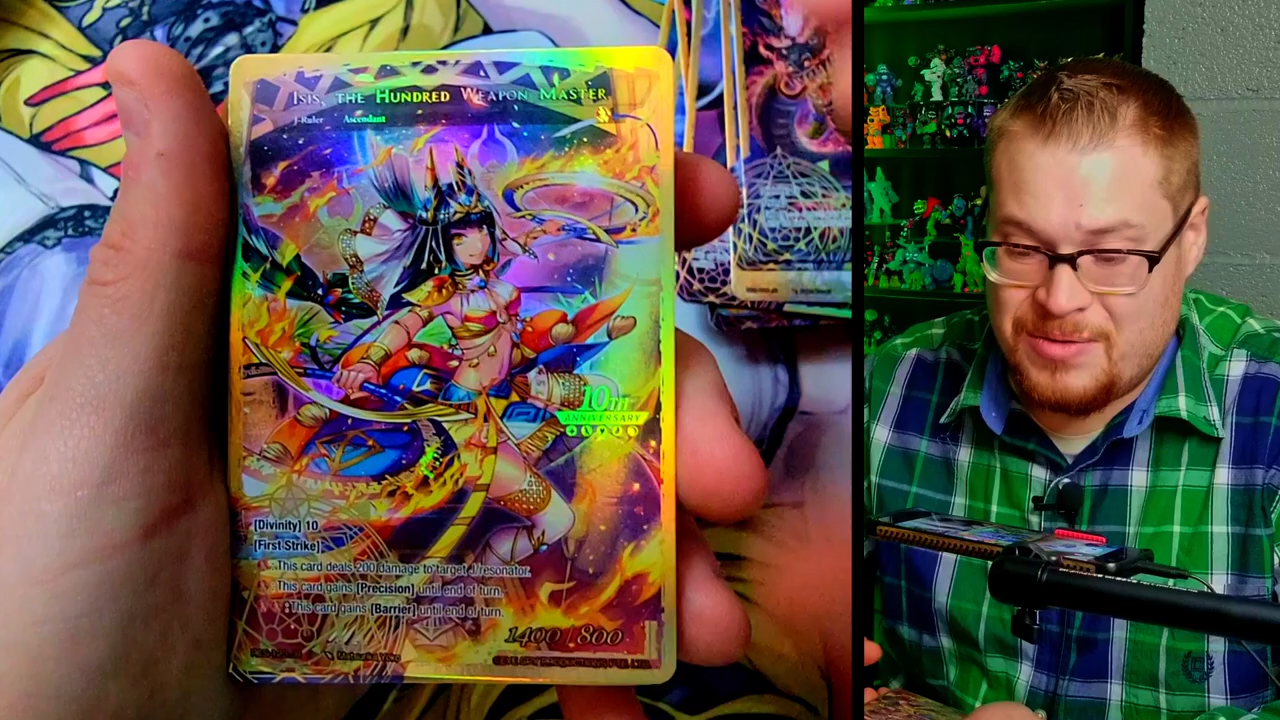 Isis, the Hundred Weapon Master
J-Ruler Ascendant
10th
ANNIVERSARY
[Divinity] 10
[First Strike]
:This card deals 200 damage to target J/resonator.
:This card gains [Precision] until end of turn.
:This card gains [Barrier] until end of turn.
1400 / 800